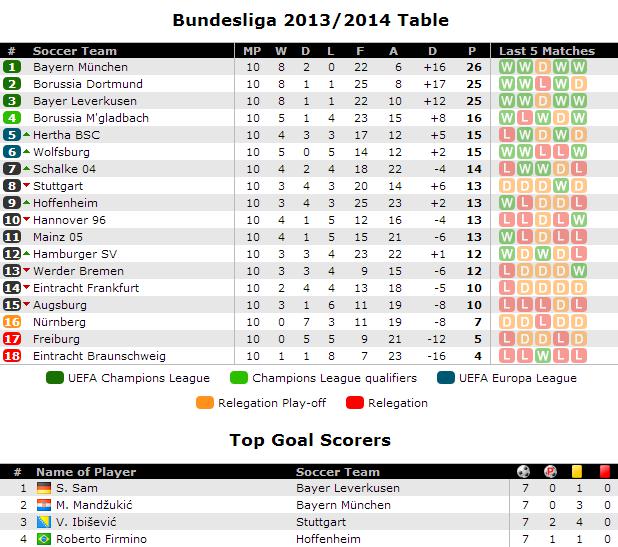 Bundesliga 2013/2014 Table
# Soccer Team MP W D L F A D P Last 5 Matches
1 Bayern München 10 8 2 0 22 6 +16 26 W W D W W
2 Borussia Dortmund 10 8 1 1 25 8 +17 25 W W L W D
3 Bayer Leverkusen 10 8 1 1 22 10 +12 25 W W D W W
4 Borussia M'gladbach 10 5 1 4 23 15 +8 16 W L W D W
5 Hertha BSC 10 4 3 3 17 12 +5 15 L W D W D
6 Wolfsburg 10 5 0 5 14 12 +2 15 W W L L W
7 Schalke 04 10 4 2 4 18 22 -4 14 L W W D L
8 Stuttgart 10 3 4 3 20 14 +6 13 D D D W D
9 Hoffenheim 10 3 4 3 25 23 +2 13 W L D D L
10 Hannover 96 10 4 1 5 12 16 -4 13 L L D L W
11 Mainz 05 10 4 1 5 15 21 -6 13 W L D L L
12 Hamburger SV 10 3 3 4 23 22 +1 12 W D W D L
13 Werder Bremen 10 3 3 4 9 15 -6 12 L D D D W
14 Eintracht Frankfurt 10 2 4 4 13 18 -5 10 L D D D D
15 Augsburg 10 3 1 6 11 19 -8 10 L L D L L
16 Nürnberg 10 0 7 3 11 19 -8 7 D D L D D
17 Freiburg 10 0 5 5 9 21 -12 5 L D D L D
18 Eintracht Braunschweig 10 1 1 8 7 23 -16 4 L L W L L
UEFA Champions League Champions League qualifiers UEFA Europa League
Relegation Play-off Relegation
Top Goal Scorers
# Name of Player Soccer Team P
1 S. Sam Bayer Leverkusen 7 0 1 0
2 M. Mandžukić Bayern München 7 0 3 0
3 V. Ibišević Stuttgart 7 2 4 0
4 Roberto Firmino Hoffenheim 7 1 1 0